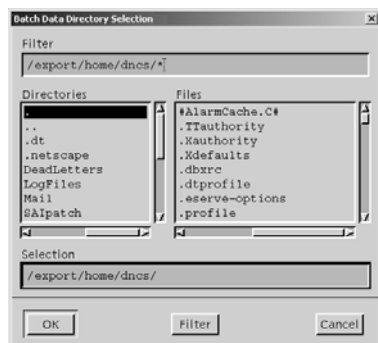 Batch Data Directory Selection
Filter
/export/home/dncs/*
Directories
Files
.
..
.dt
.netscape
DeadLetters
LogFiles
Mail
SAIpatch
#AlarmCache.C#
.TTauthority
.Xauthority
.Xdefaults
.dbxrc
.dtprofile
.eserve-options
.profile
Selection
/export/home/dncs/
OK
Filter
Cancel